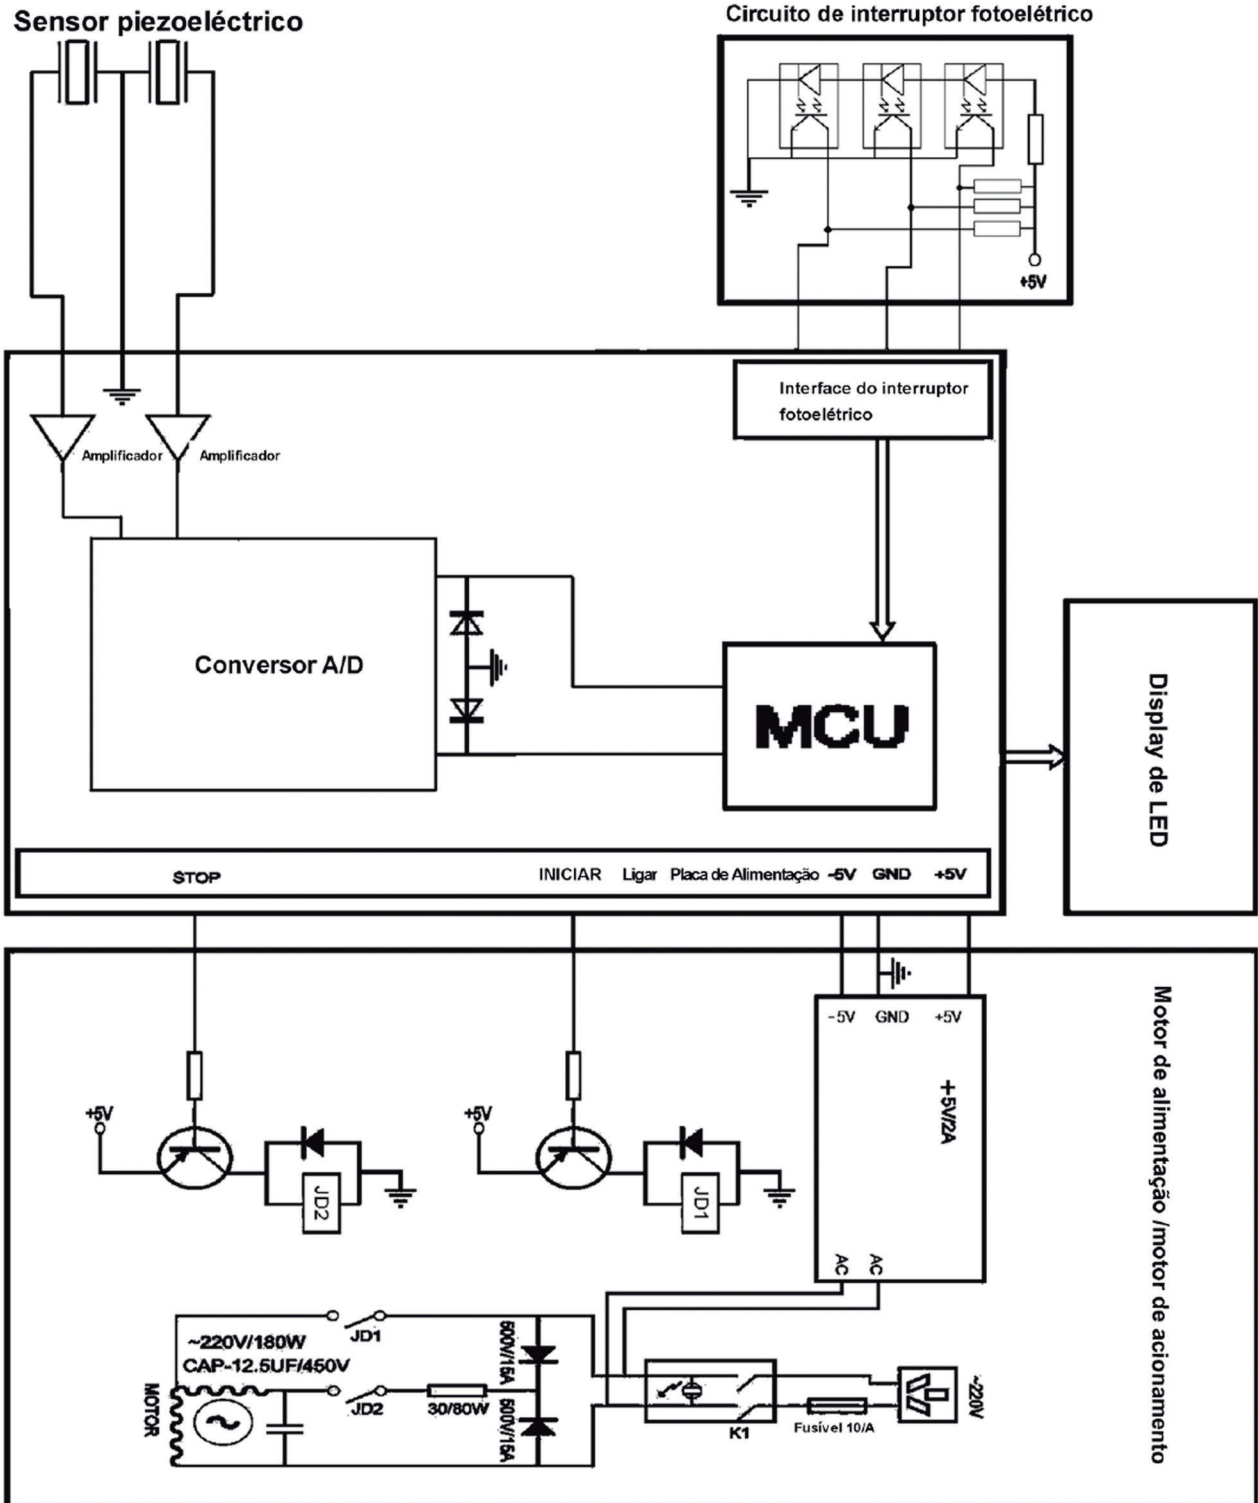 Sensor piezoeléctrico
Circuito de interruptor fotoelétrico
+5V
Interface do interruptor
fotoelétrico
Amplificador
Amplificador
Conversor A/D
MCU
Display de LED
STOP
INICIAR
Ligar
Placa de Alimentação
-5V
GND
+5V
Motor de alimentação /motor de acionamento
-5V
GND
+5V
+5V/2A
AC
AC
+5V
JD2
+5V
JD1
~220V/180W
CAP-12.5UF/450V
MOTOR
JD1
JD2
30/80W
500V/15A
500V/15A
K1
Fusível 10/A
~220V